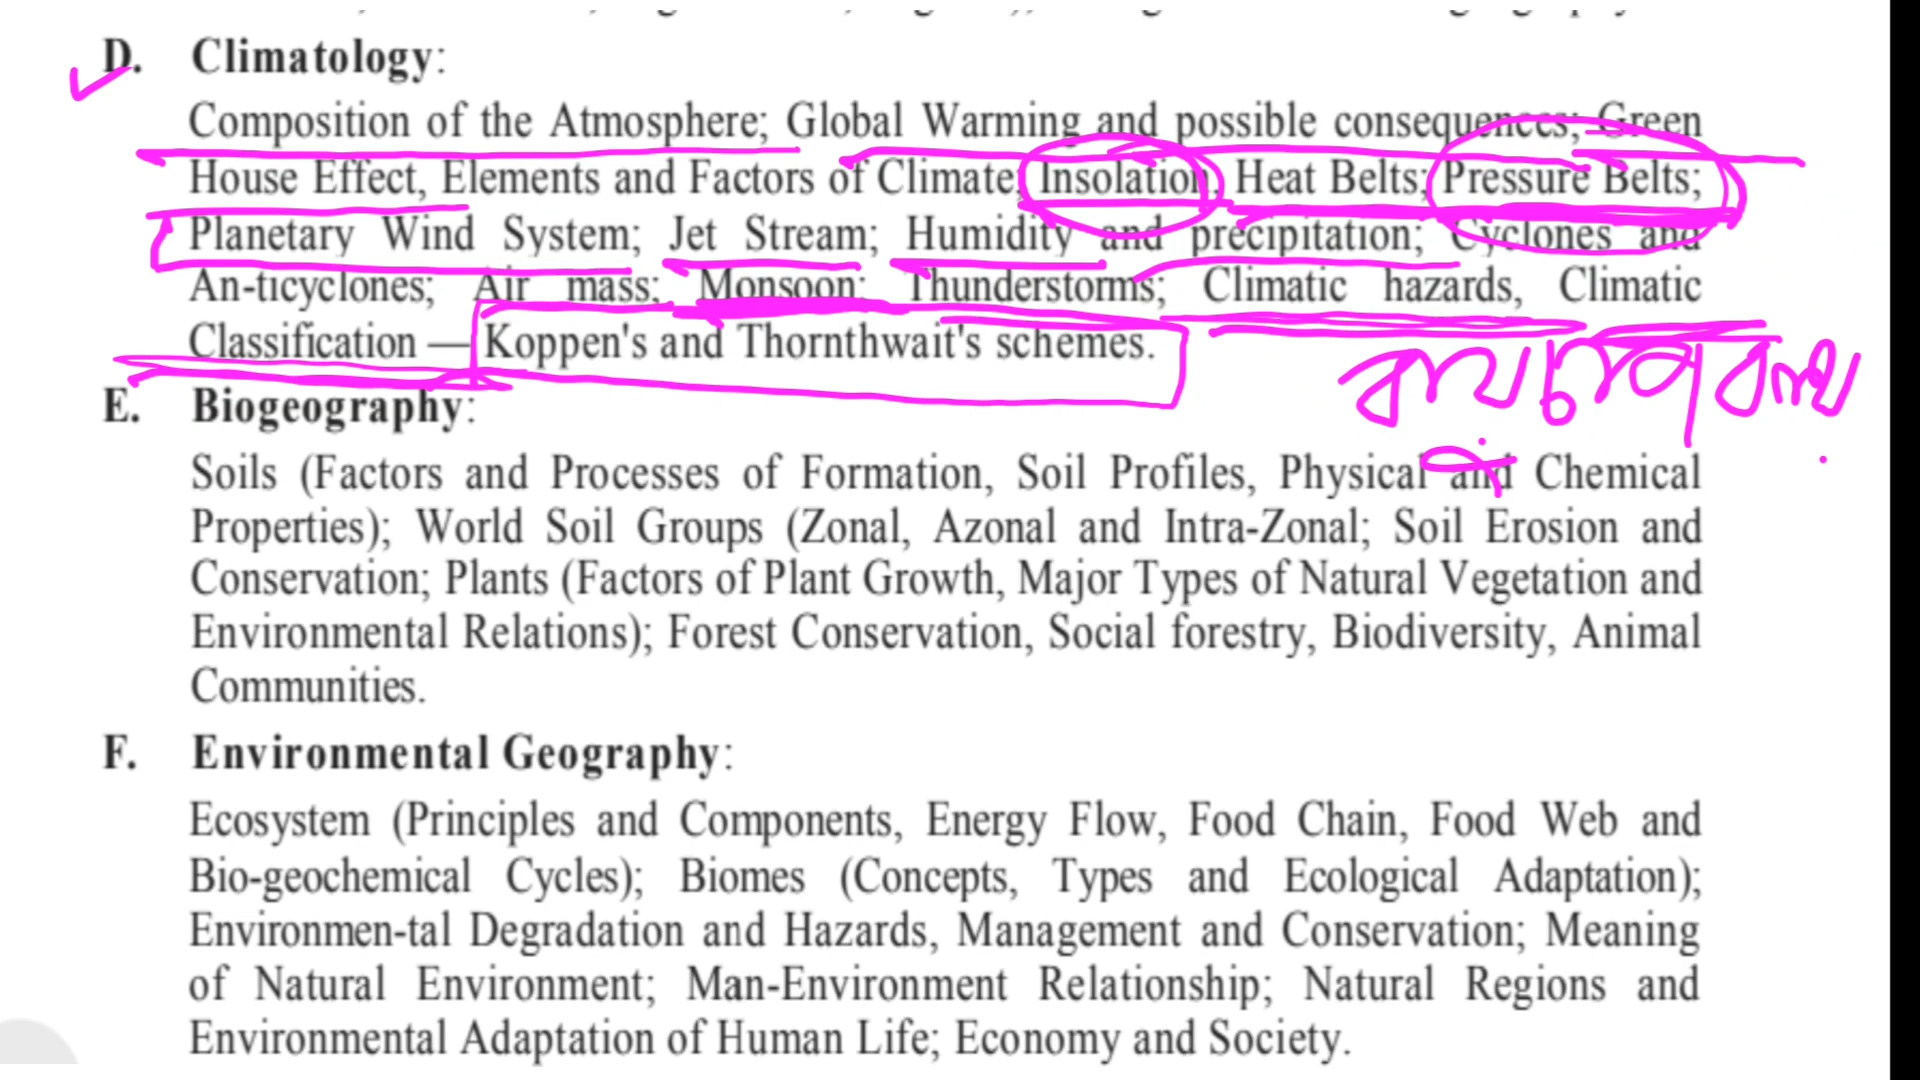 D. Climatology:
Composition of the Atmosphere; Global Warming and possible consequences; Green
House Effect, Elements and Factors of Climate; Insolation, Heat Belts; Pressure Belts;
Planetary Wind System; Jet Stream; Humidity and precipitation; Cyclones and
An-ticyclones; Air mass; Monsoon; Thunderstorms; Climatic hazards, Climatic
Classification — Koppen's and Thornthwait's schemes.
E. Biogeography:
Soils (Factors and Processes of Formation, Soil Profiles, Physical and Chemical
Properties); World Soil Groups (Zonal, Azonal and Intra-Zonal; Soil Erosion and
Conservation; Plants (Factors of Plant Growth, Major Types of Natural Vegetation and
Environmental Relations); Forest Conservation, Social forestry, Biodiversity, Animal
Communities.
F. Environmental Geography:
Ecosystem (Principles and Components, Energy Flow, Food Chain, Food Web and
Bio-geochemical Cycles); Biomes (Concepts, Types and Ecological Adaptation);
Environmen-tal Degradation and Hazards, Management and Conservation; Meaning
of Natural Environment; Man-Environment Relationship; Natural Regions and
Environmental Adaptation of Human Life; Economy and Society.